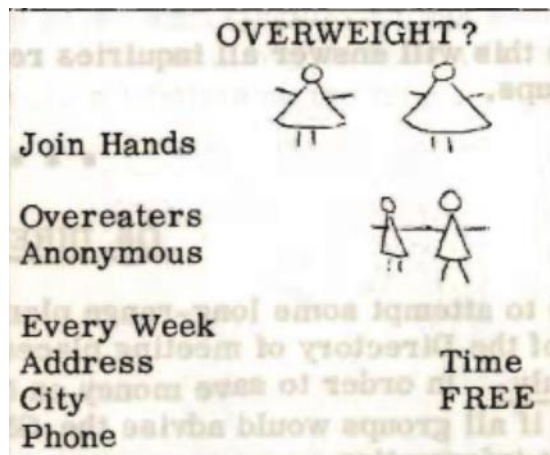 OVERWEIGHT?
Join Hands
Overeaters
Anonymous
Every Week
Address Time
City FREE
Phone